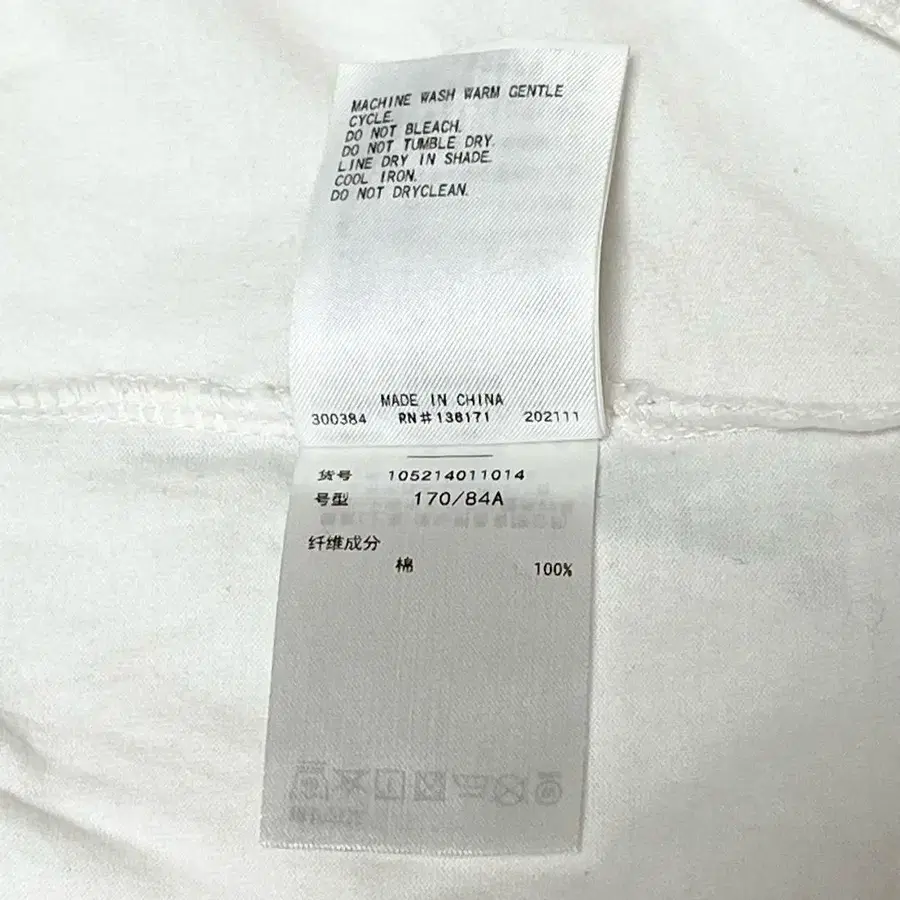 MACHINE WASH WARM GENTLE
CYCLE.
DO NOT BLEACH.
DO NOT TUMBLE DRY.
LINE DRY IN SHADE.
COOL IRON.
DO NOT DRYCLEAN.
MADE IN CHINA
300384 RN#136171 202111
货号 105214011014
号型 170/84A
纤维成分
棉 100%